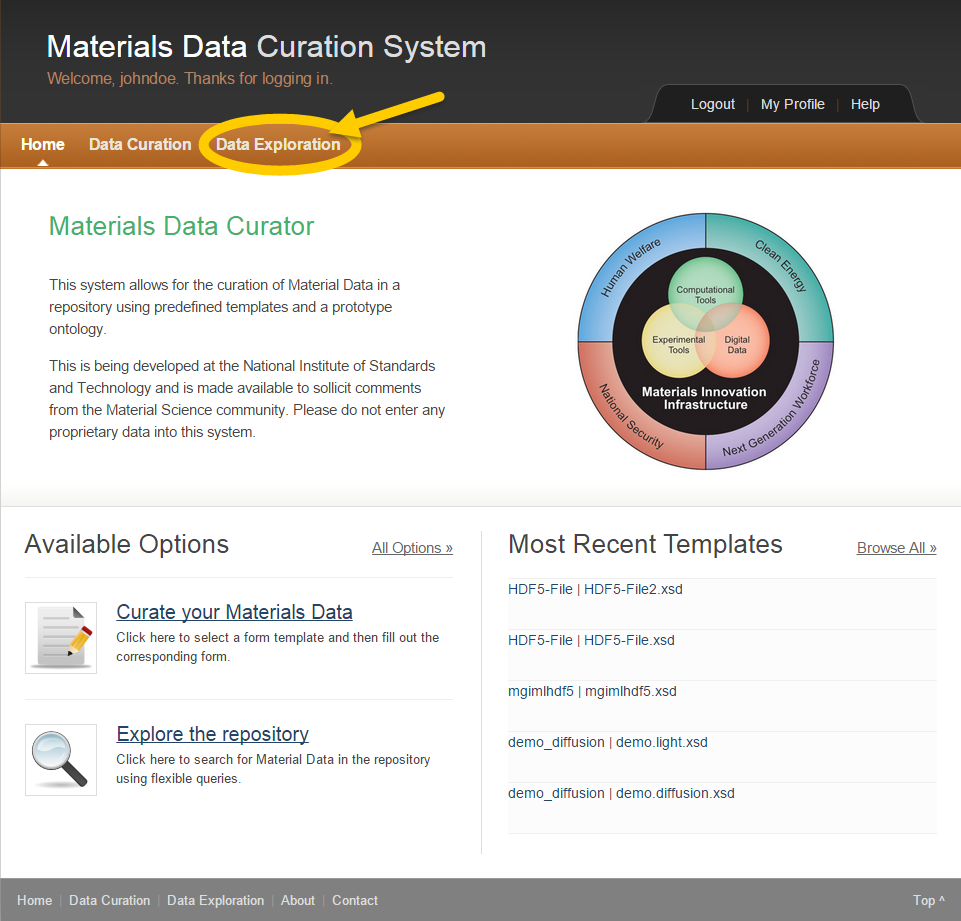 Materials Data Curation System
Welcome, johndoe. Thanks for logging in.
Logout | My Profile | Help
Home Data Curation Data Exploration
Materials Data Curator
This system allows for the curation of Material Data in a
repository using predefined templates and a prototype
ontology.
This is being developed at the National Institute of Standards
and Technology and is made available to sollicit comments
from the Material Science community. Please do not enter any
proprietary data into this system.
Human Welfare
Clean Energy
Computational
Tools
Experimental
Tools
Digital
Data
Materials Innovation
Infrastructure
National Security
Next Generation Workforce
Available Options
All Options »
Curate your Materials Data
Click here to select a form template and then fill out the
corresponding form.
Explore the repository
Click here to search for Material Data in the repository
using flexible queries.
Most Recent Templates
Browse All »
HDF5-File | HDF5-File2.xsd
HDF5-File | HDF5-File.xsd
mgimlhdf5 | mgimlhdf5.xsd
demo_diffusion | demo.light.xsd
demo_diffusion | demo.diffusion.xsd
Home | Data Curation | Data Exploration | About | Contact
Top ^